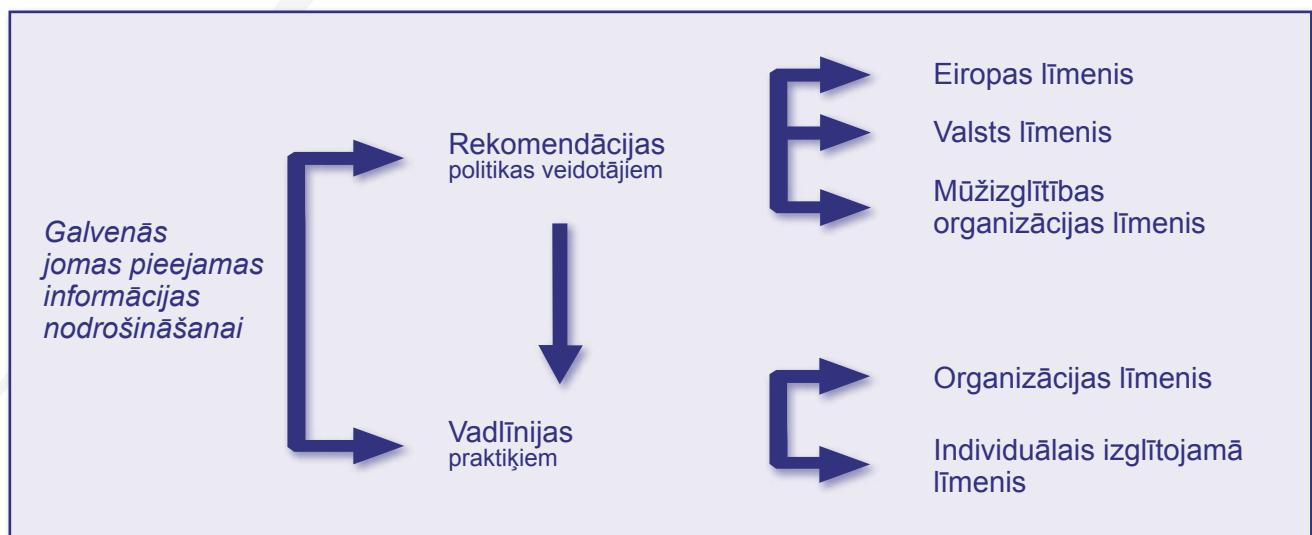 Galvenās
jomas pieejamas
informācijas
nodrošināšanai
Rekomendācijas
politikas veidotājiem
Eiropas līmenis
Valsts līmenis
Mūžizglītības
organizācijas līmenis
Vadlīnijas
praktiķiem
Organizācijas līmenis
Individuālais izglītojamā
līmenis